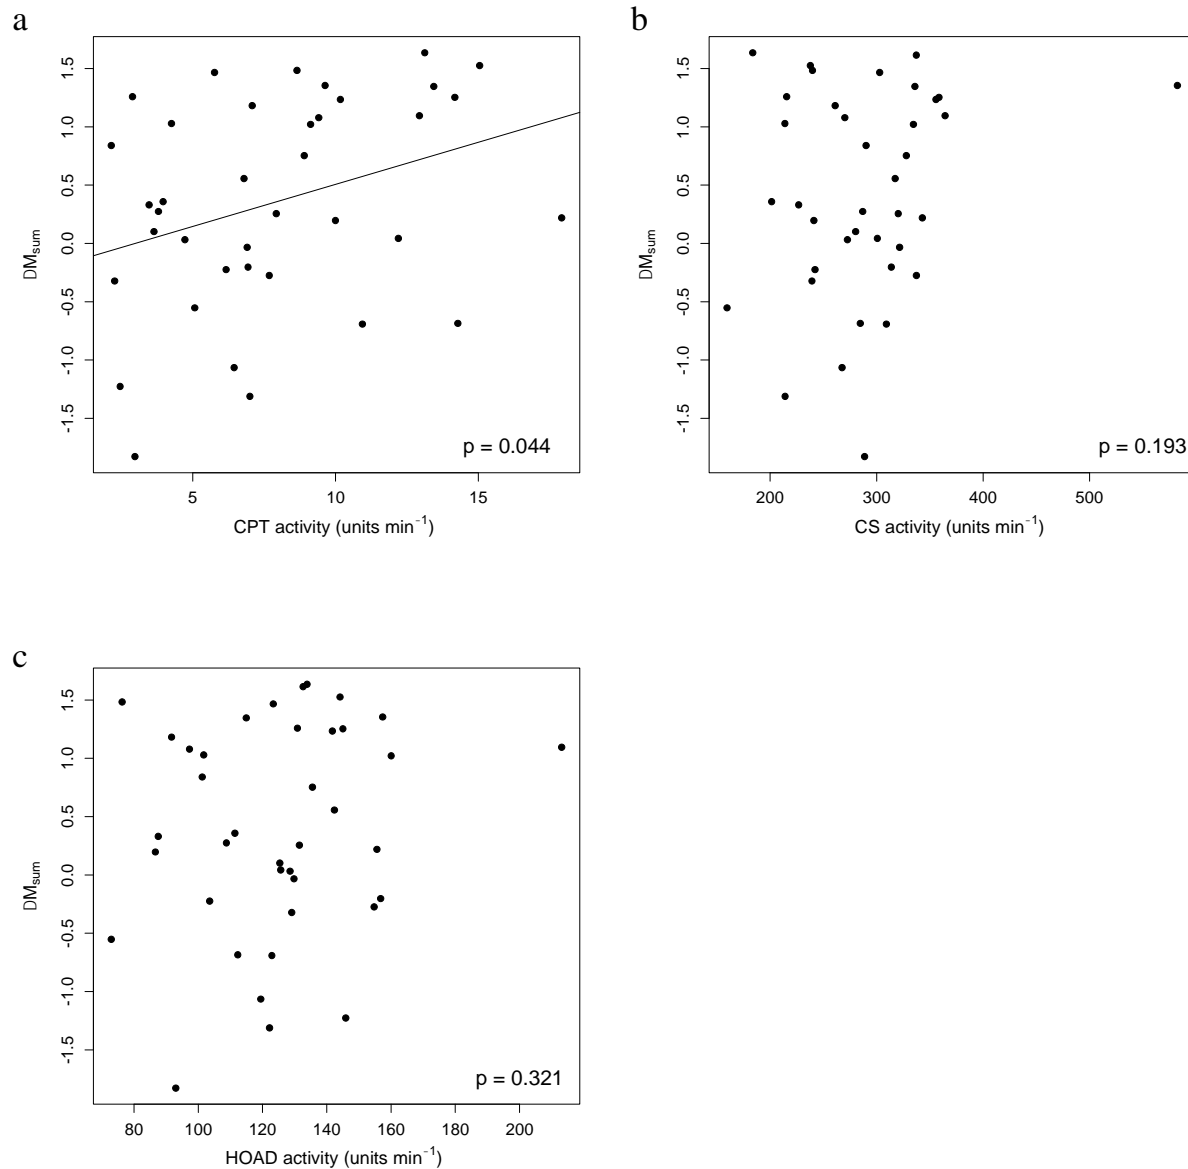 a
1.5
1.0
0.5
0.0
-0.5
-1.0
-1.5
DMsum
p = 0.044
5 10 15
CPT activity (units min⁻¹)
b
1.5
1.0
0.5
0.0
-0.5
-1.0
-1.5
DMsum
p = 0.193
200 300 400 500
CS activity (units min⁻¹)
c
1.5
1.0
0.5
0.0
-0.5
-1.0
-1.5
DMsum
p = 0.321
80 100 120 140 160 180 200
HOAD activity (units min⁻¹)